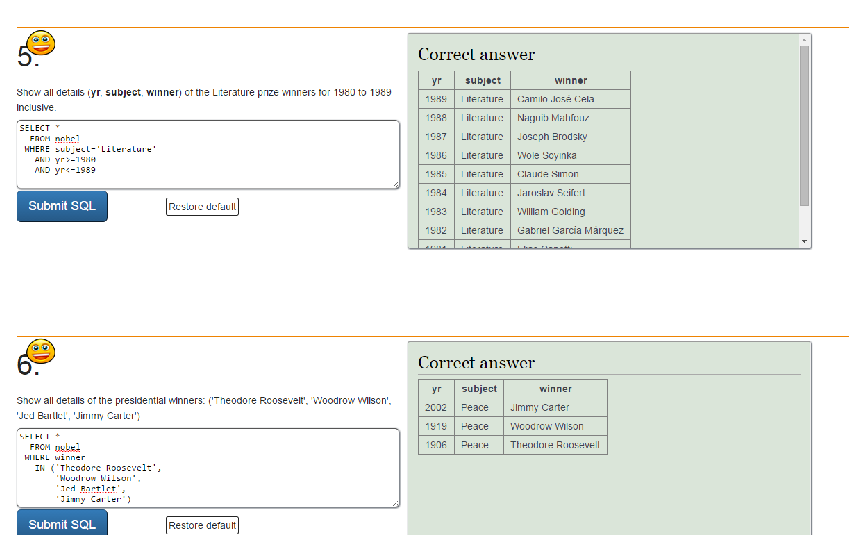 5.
Show all details (yr, subject, winner) of the Literature prize winners for 1980 to 1989
inclusive.
SELECT *
FROM nobel
WHERE subject='Literature'
AND yr>=1980
AND yr<=1989
Submit SQL
Restore default
Correct answer
yr subject winner
1989 Literature Camilo José Cela
1988 Literature Naguib Mahfouz
1987 Literature Joseph Brodsky
1986 Literature Wole Soyinka
1985 Literature Claude Simon
1984 Literature Jaroslav Seifert
1983 Literature William Golding
1982 Literature Gabriel García Márquez
6.
Show all details of the presidential winners: ('Theodore Roosevelt', 'Woodrow Wilson',
'Jed Bartlet', 'Jimmy Carter')
SELECT *
FROM nobel
WHERE winner
IN ('Theodore Roosevelt',
'Woodrow Wilson',
'Jed Bartlet',
'Jimmy Carter')
Submit SQL
Restore default
Correct answer
yr subject winner
2002 Peace Jimmy Carter
1919 Peace Woodrow Wilson
1906 Peace Theodore Roosevelt